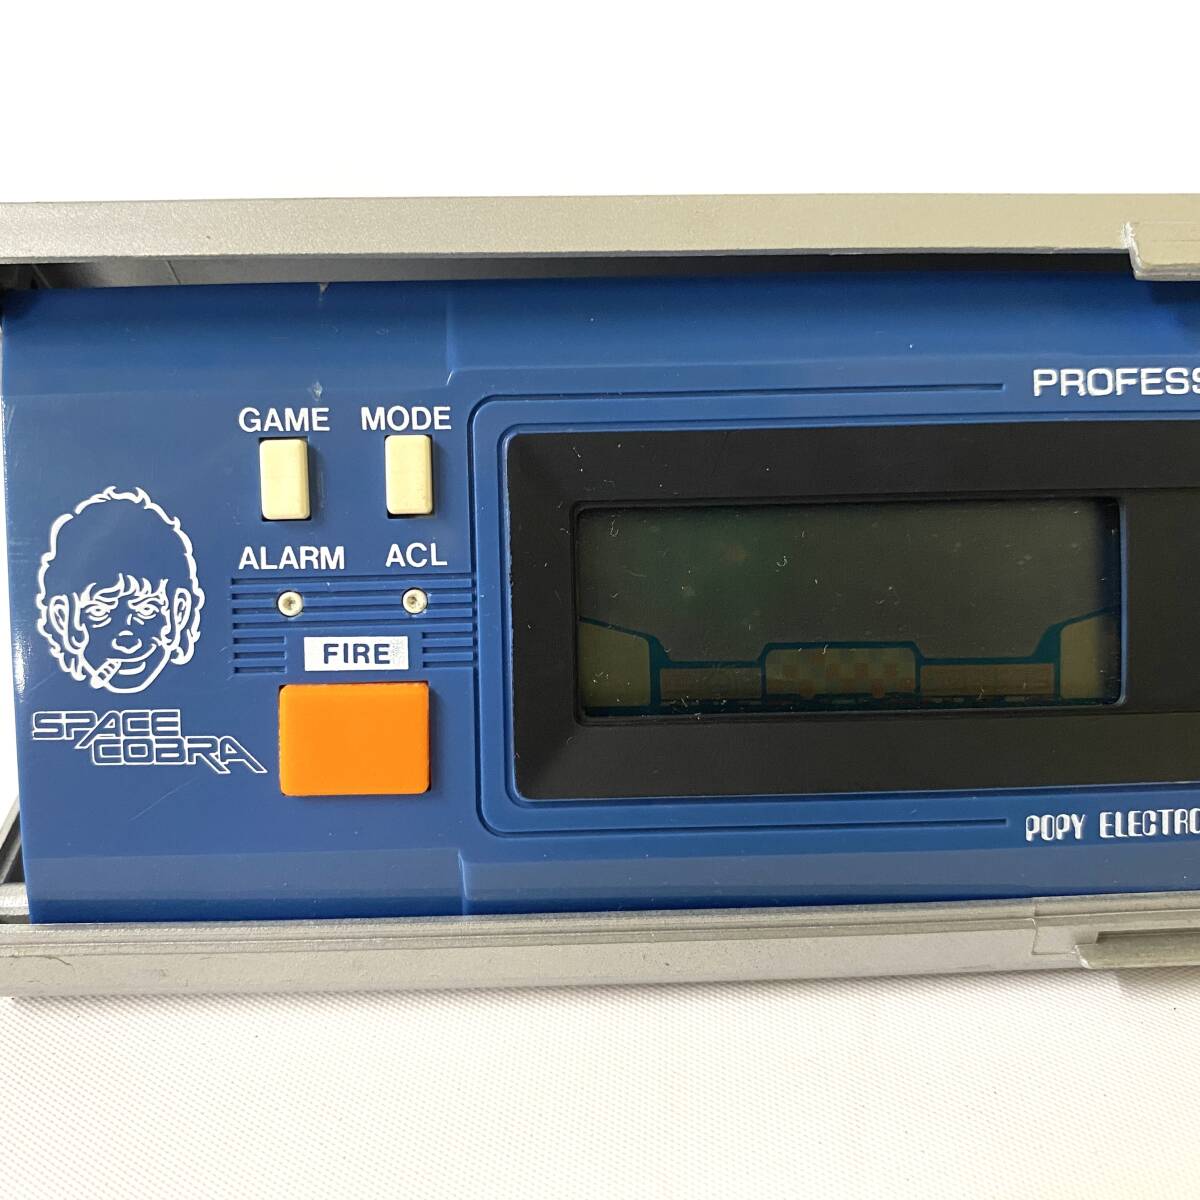 PROFESS
GAME MODE
ALARM ACL
FIRE
SPACE
COBRA
POPY ELECTRO